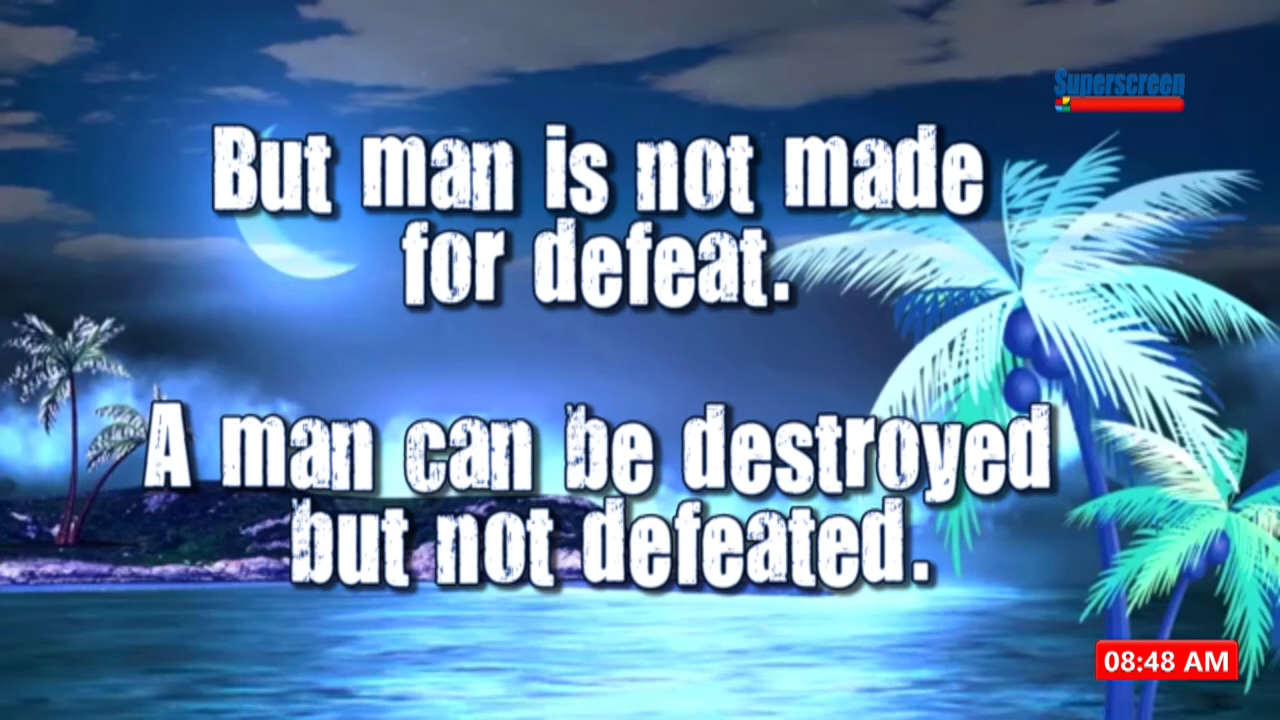 Superscreen
But man is not made
for defeat.
A man can be destroyed
but not defeated.
08:48 AM